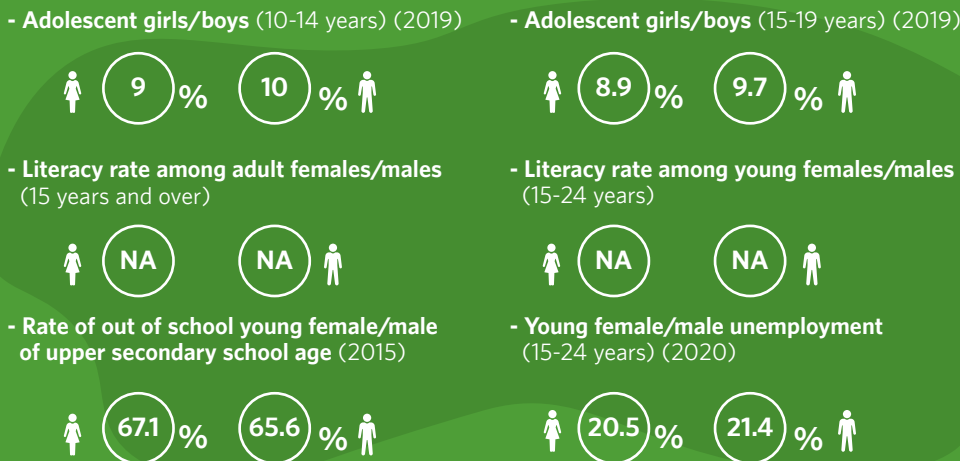 - Adolescent girls/boys (10-14 years) (2019)
9 % 10 %
- Adolescent girls/boys (15-19 years) (2019)
8.9 % 9.7 %
- Literacy rate among adult females/males
(15 years and over)
NA NA
- Literacy rate among young females/males
(15-24 years)
NA NA
- Rate of out of school young female/male
of upper secondary school age (2015)
67.1 % 65.6 %
- Young female/male unemployment
(15-24 years) (2020)
20.5 % 21.4 %